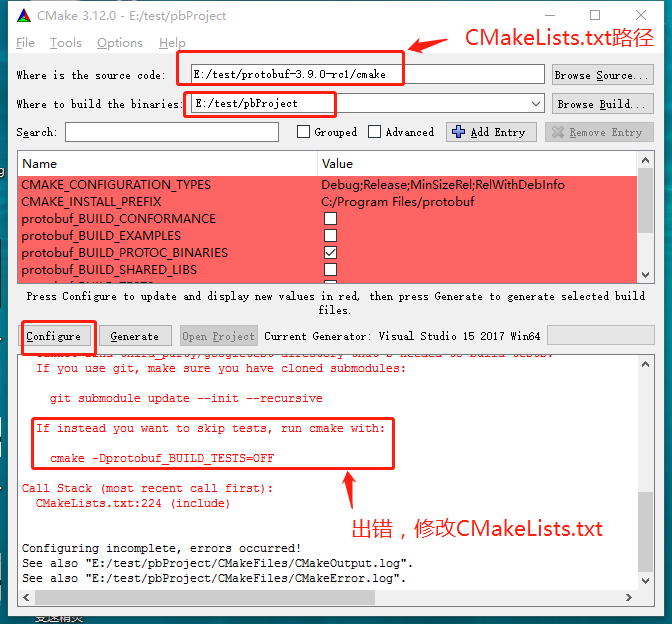 CMake 3.12.0 - E:/test/pbProject
File Tools Options Help
CMakeLists.txt路径
Where is the source code: E:/test/protobuf-3.9.0-rc1/cmake Browse Source...
Where to build the binaries: E:/test/pbProject Browse Build...
Search: Grouped Advanced Add Entry Remove Entry
Name Value
CMAKE_CONFIGURATION_TYPES Debug;Release;MinSizeRel;RelWithDebInfo
CMAKE_INSTALL_PREFIX C:/Program Files/protobuf
protobuf_BUILD_CONFORMANCE
protobuf_BUILD_EXAMPLES
protobuf_BUILD_PROTOC_BINARIES
protobuf_BUILD_SHARED_LIBS
Press Configure to update and display new values in red, then press Generate to generate selected build
files.
Configure Generate Open Project Current Generator: Visual Studio 15 2017 Win64
If you use git, make sure you have cloned submodules:
git submodule update --init --recursive
If instead you want to skip tests, run cmake with:
cmake -Dprotobuf_BUILD_TESTS=OFF
Call Stack (most recent call first):
CMakeLists.txt:224 (include)
出错，修改CMakeLists.txt
Configuring incomplete, errors occurred!
See also "E:/test/pbProject/CMakeFiles/CMakeOutput.log".
See also "E:/test/pbProject/CMakeFiles/CMakeError.log".